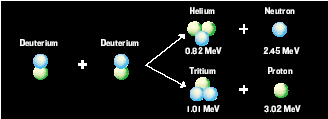 Helium + Neutron
0.82 MeV 2.45 MeV
Deuterium + Deuterium
Tritium + Proton
1.01 MeV 3.02 MeV